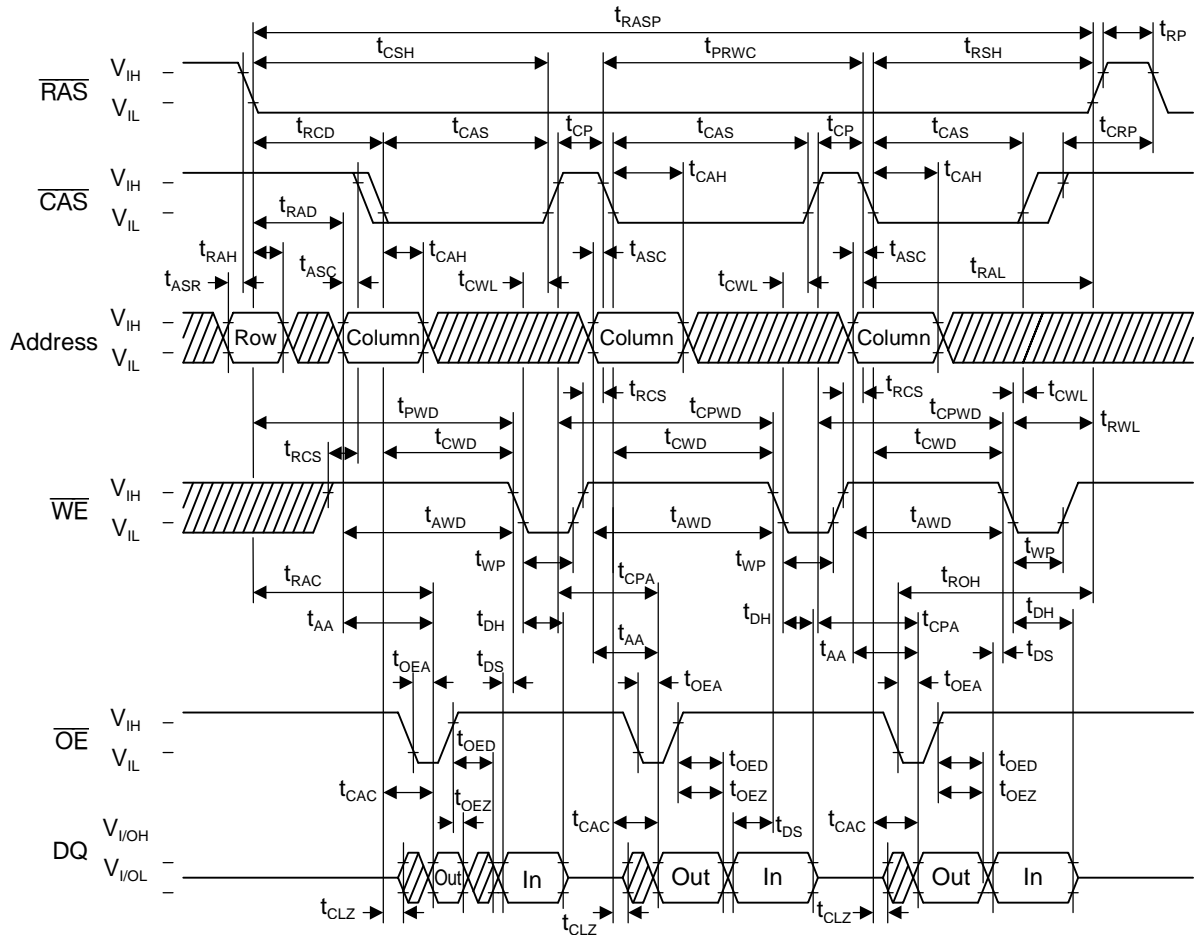 tRASP
tCSH tPRWC tRSH tRP
RAS VIH
VIL
tRCD tCAS tCP tCAS tCP tCAS tCRP
CAS VIH
VIL
tCAH tCAH
tRAD
tRAH tASC tCAH tASC tASC
tASR tCWL tCWL tRAL
Address VIH
VIL
Row Column Column Column
tRCS tRCS tCWL
tPWD tCPWD tCPWD
tRCS tCWD tCWD tCWD tRWL
WE VIH
VIL
tAWD tAWD tAWD
tWP tWP tWP
tRAC tCPA tROH
tAA tDH tAA tDH tCPA tDH
tAA
tOEA tDS tOEA tOEA tDS
OE VIH
VIL
tOED tOED tOED
tCAC tOEZ tOEZ tOEZ
tCAC tDS tCAC
DQ VI/OH
VI/OL
Out In Out In Out In
tCLZ tCLZ tCLZ